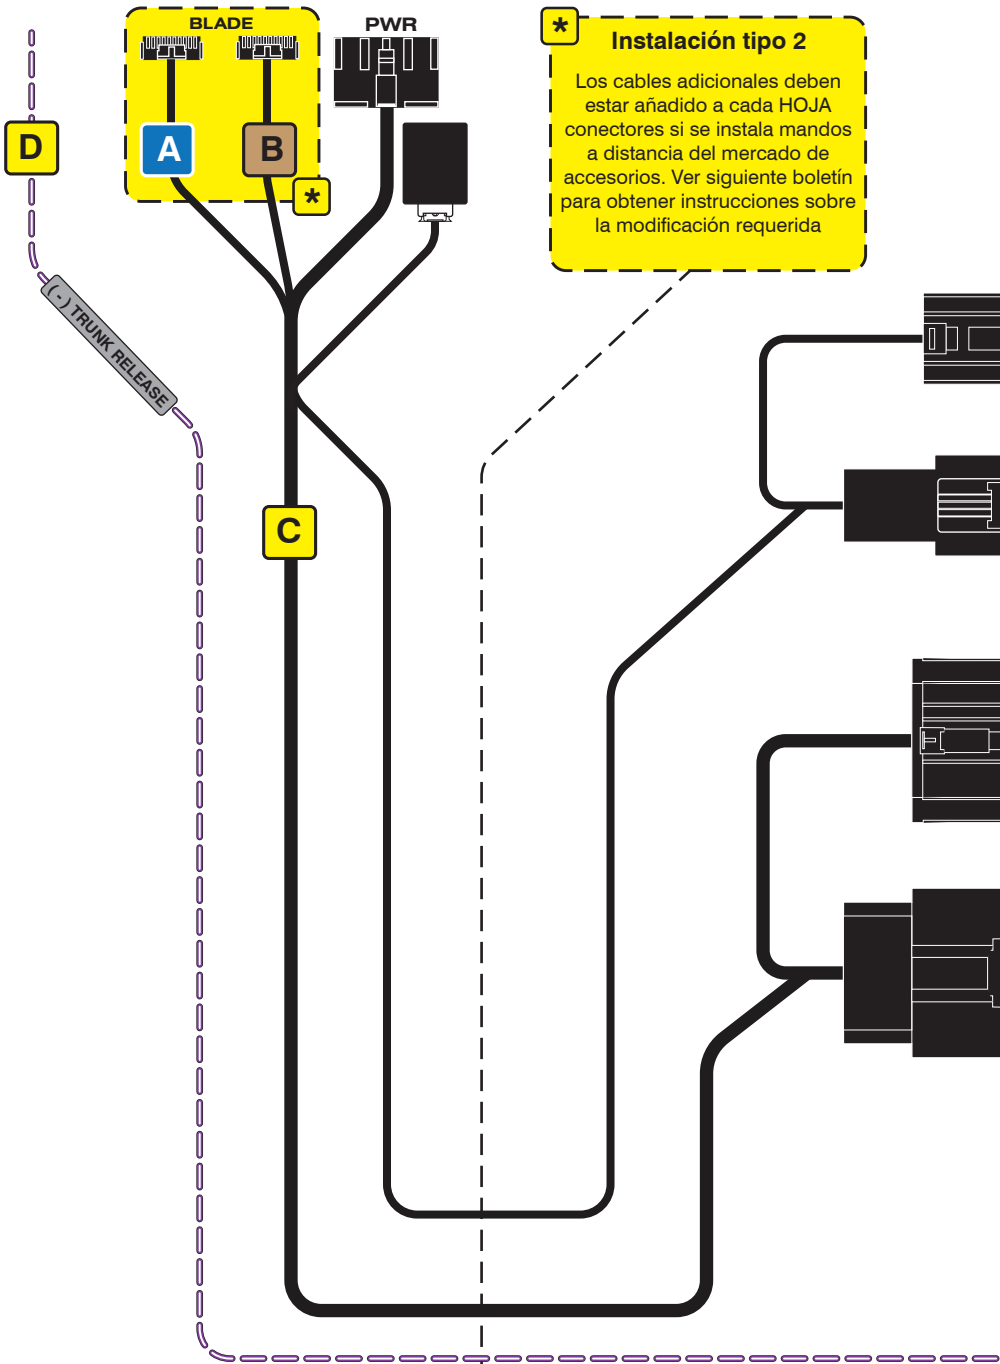 BLADE
PWR
D
A
B
*
*
Instalación tipo 2
Los cables adicionales deben
estar añadido a cada HOJA
conectores si se instala mandos
a distancia del mercado de
accesorios. Ver siguiente boletín
para obtener instrucciones sobre
la modificación requerida
( - ) TRUNK RELEASE
C